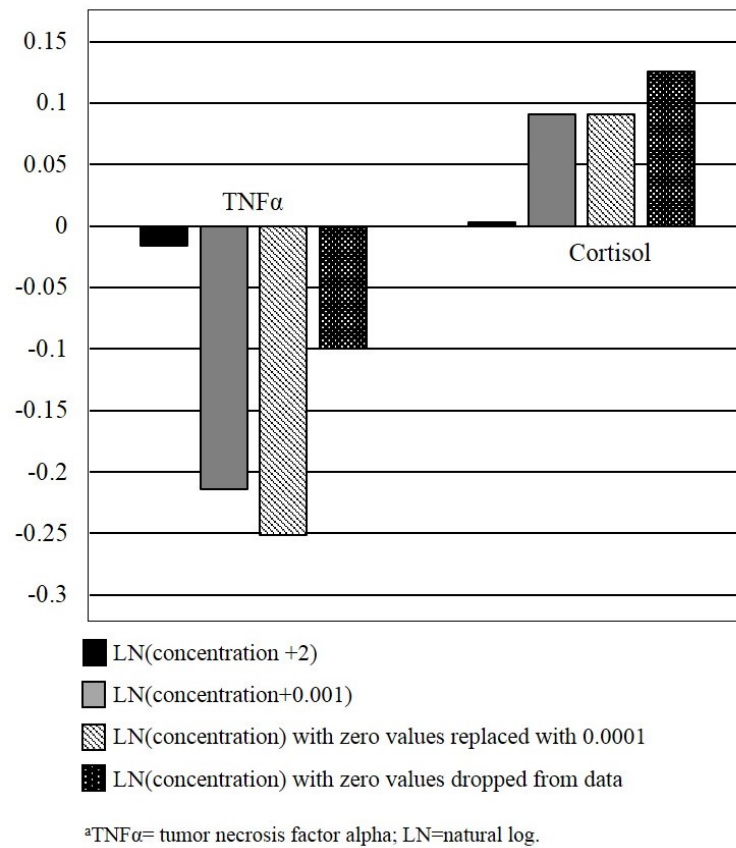 0.15
0.1
0.05
TNFα
0
Cortisol
-0.05
-0.1
-0.15
-0.2
-0.25
-0.3
LN(concentration +2)
LN(concentration+0.001)
LN(concentration) with zero values replaced with 0.0001
LN(concentration) with zero values dropped from data
ᵃTNFα= tumor necrosis factor alpha; LN=natural log.